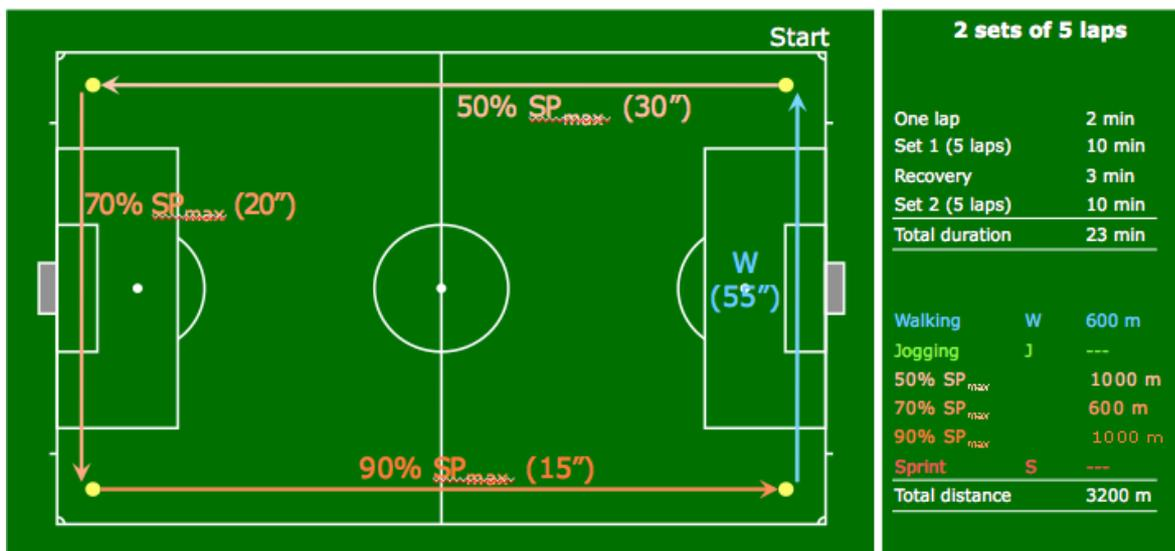 Start
50% SPmax (30”)
70% SPmax (20”)
W
(55”)
90% SPmax (15”)
2 sets of 5 laps
One lap 2 min
Set 1 (5 laps) 10 min
Recovery 3 min
Set 2 (5 laps) 10 min
Total duration 23 min
Walking W 600 m
Jogging J ---
50% SPmax 1000 m
70% SPmax 600 m
90% SPmax 1000 m
Sprint S ---
Total distance 3200 m